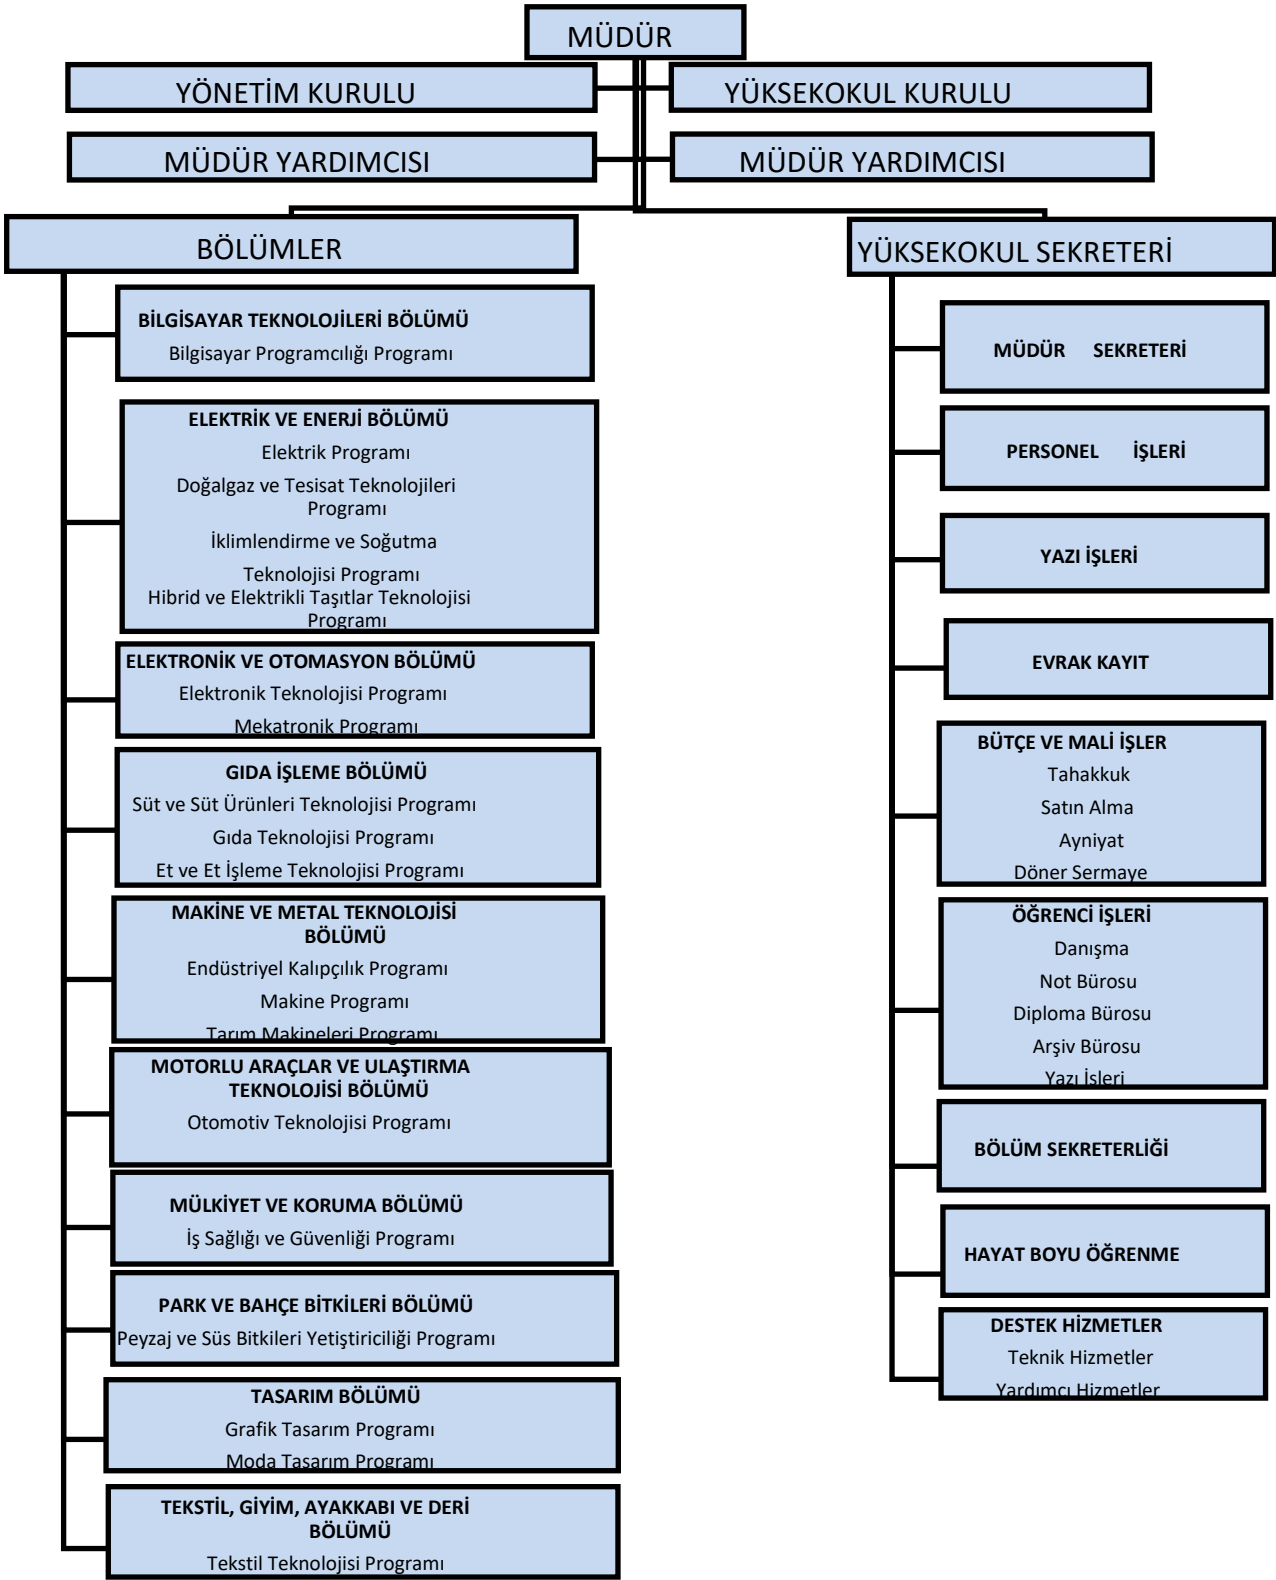 MÜDÜR
YÖNETİM KURULU
YÜKSEKOKUL KURULU
MÜDÜR YARDIMCISI
MÜDÜR YARDIMCISI
BÖLÜMLER
BİLGİSAYAR TEKNOLOJİLERİ BÖLÜMÜ
Bilgisayar Programcılığı Programı
ELEKTRİK VE ENERJİ BÖLÜMÜ
Elektrik Programı
Doğalgaz ve Tesisat Teknolojileri
Programı
İklimlendirme ve Soğutma
Teknolojisi Programı
Hibrid ve Elektrikli Taşıtlar Teknolojisi
Programı
ELEKTRONİK VE OTOMASYON BÖLÜMÜ
Elektronik Teknolojisi Programı
Mekatronik Programı
GIDA İŞLEME BÖLÜMÜ
Süt ve Süt Ürünleri Teknolojisi Programı
Gıda Teknolojisi Programı
Et ve Et İşleme Teknolojisi Programı
MAKİNE VE METAL TEKNOLOJİSİ
BÖLÜMÜ
Endüstriyel Kalıpçılık Programı
Makine Programı
Tarım Makineleri Programı
MOTORLU ARAÇLAR VE ULAŞTIRMA
TEKNOLOJİSİ BÖLÜMÜ
Otomotiv Teknolojisi Programı
MÜLKİYET VE KORUMA BÖLÜMÜ
İş Sağlığı ve Güvenliği Programı
PARK VE BAHÇE BİTKİLERİ BÖLÜMÜ
Peyzaj ve Süs Bitkileri Yetiştiriciliği Programı
TASARIM BÖLÜMÜ
Grafik Tasarım Programı
Moda Tasarım Programı
TEKSTİL, GİYİM, AYAKKABI VE DERİ
BÖLÜMÜ
Tekstil Teknolojisi Programı
YÜKSEKOKUL SEKRETERİ
MÜDÜR SEKRETERİ
PERSONEL İŞLERİ
YAZI İŞLERİ
EVRAK KAYIT
BÜTÇE VE MALİ İŞLER
Tahakkuk
Satın Alma
Ayniyat
Döner Sermaye
ÖĞRENCİ İŞLERİ
Danışma
Not Bürosu
Diploma Bürosu
Arşiv Bürosu
Yazı İşleri
BÖLÜM SEKRETERLİĞİ
HAYAT BOYU ÖĞRENME
DESTEK HİZMETLER
Teknik Hizmetler
Yardımcı Hizmetler